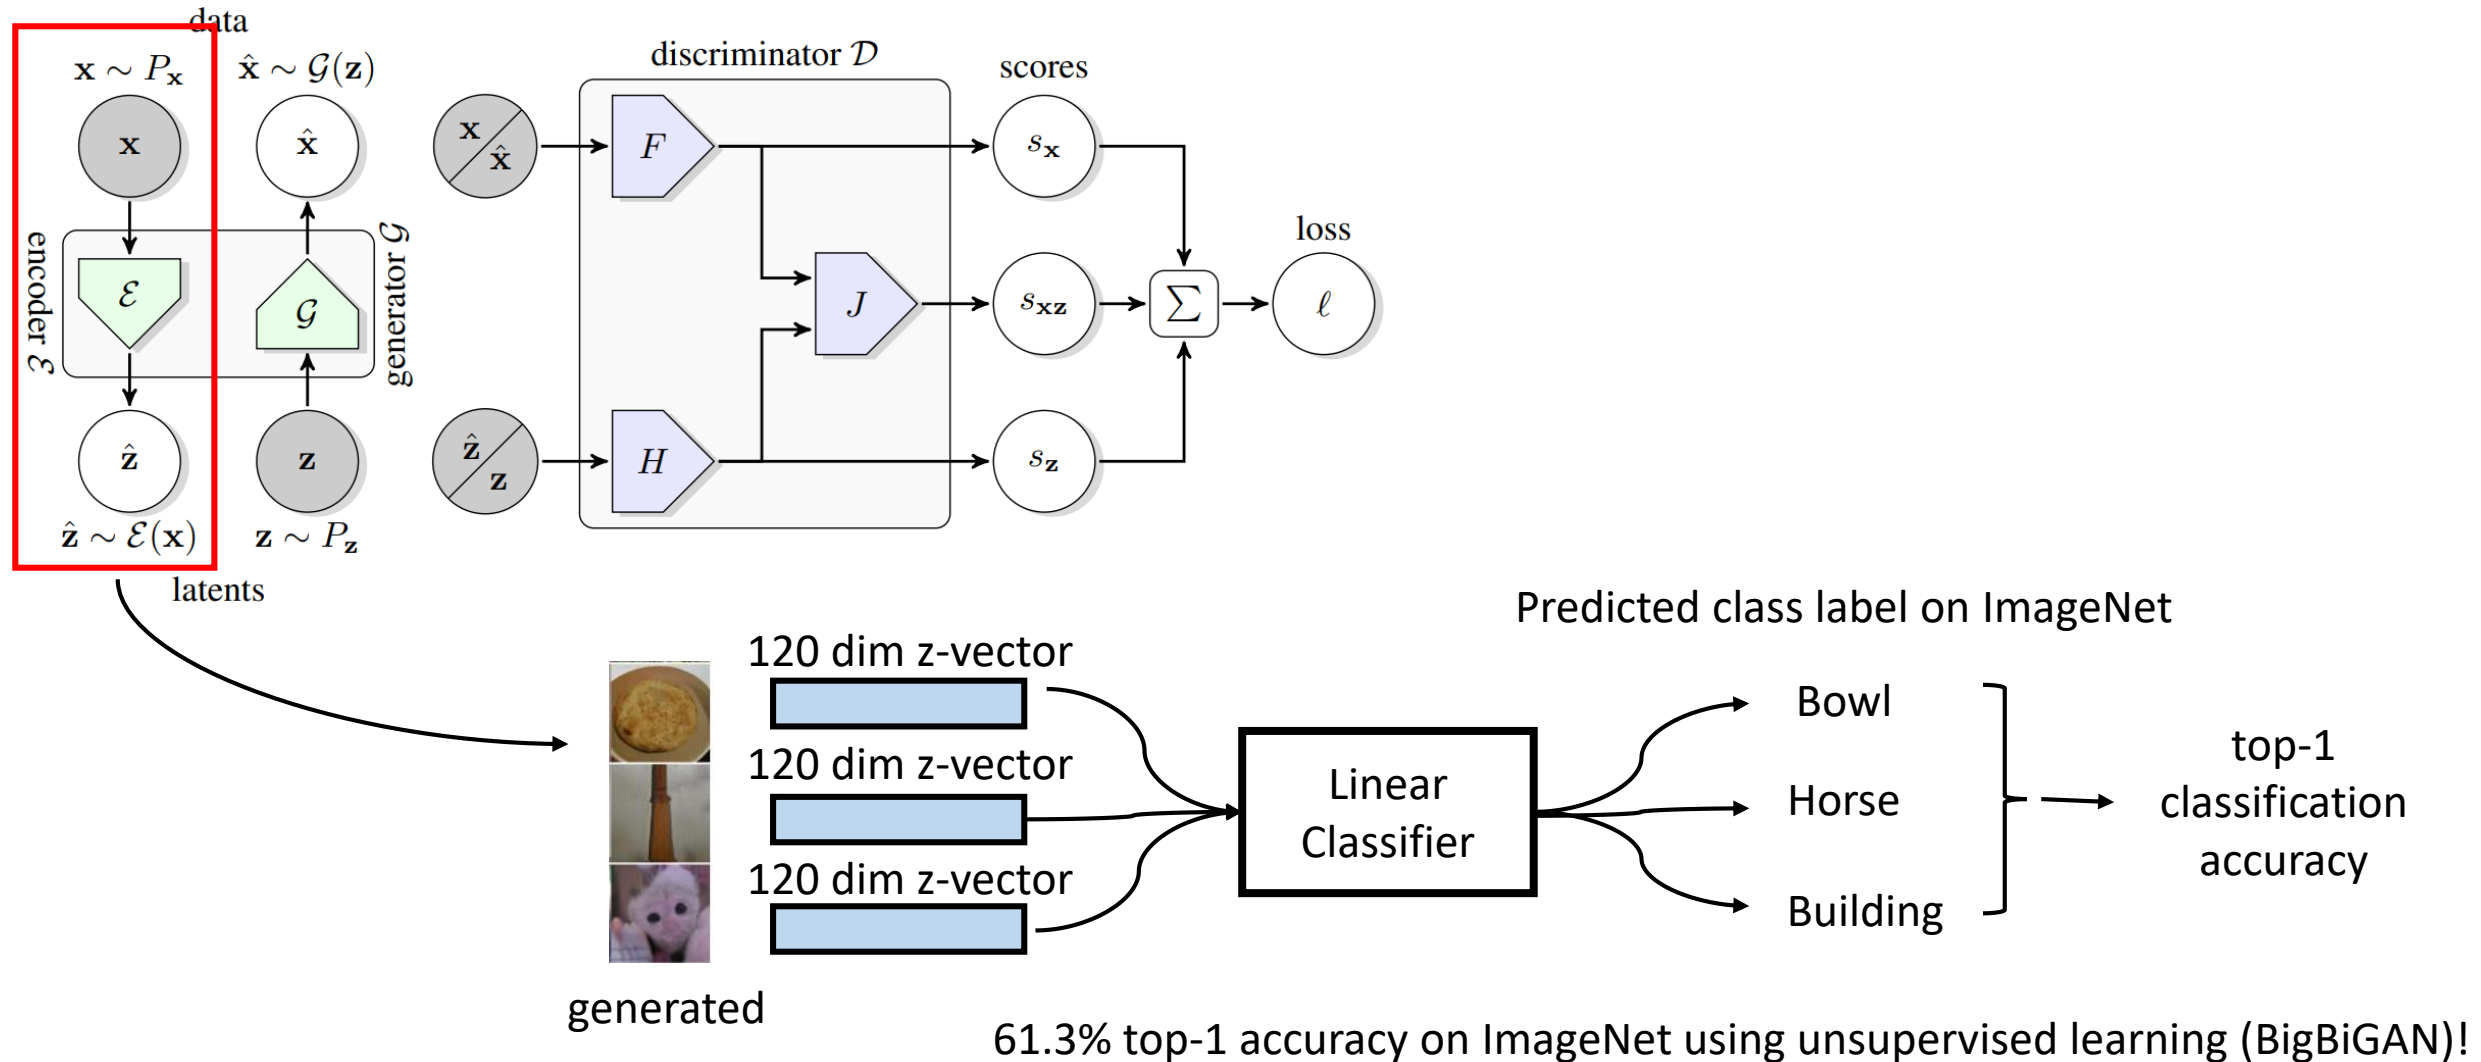 data
x ∼ Pₓ
x̂ ∼ 𝒢(z)
discriminator 𝒟
scores
x
x̂
x
x̂
F
sₓ
loss
encoder ℰ
ℰ
𝒢
generator 𝒢
J
s_xz
∑
ℓ
ẑ
z
ẑ
z
H
s_z
ẑ ∼ ℰ(x)
z ∼ P_z
latents
Predicted class label on ImageNet
120 dim z-vector
Bowl
120 dim z-vector
Linear
Classifier
Horse
top-1
classification
accuracy
120 dim z-vector
Building
generated
61.3% top-1 accuracy on ImageNet using unsupervised learning (BigBiGAN)!